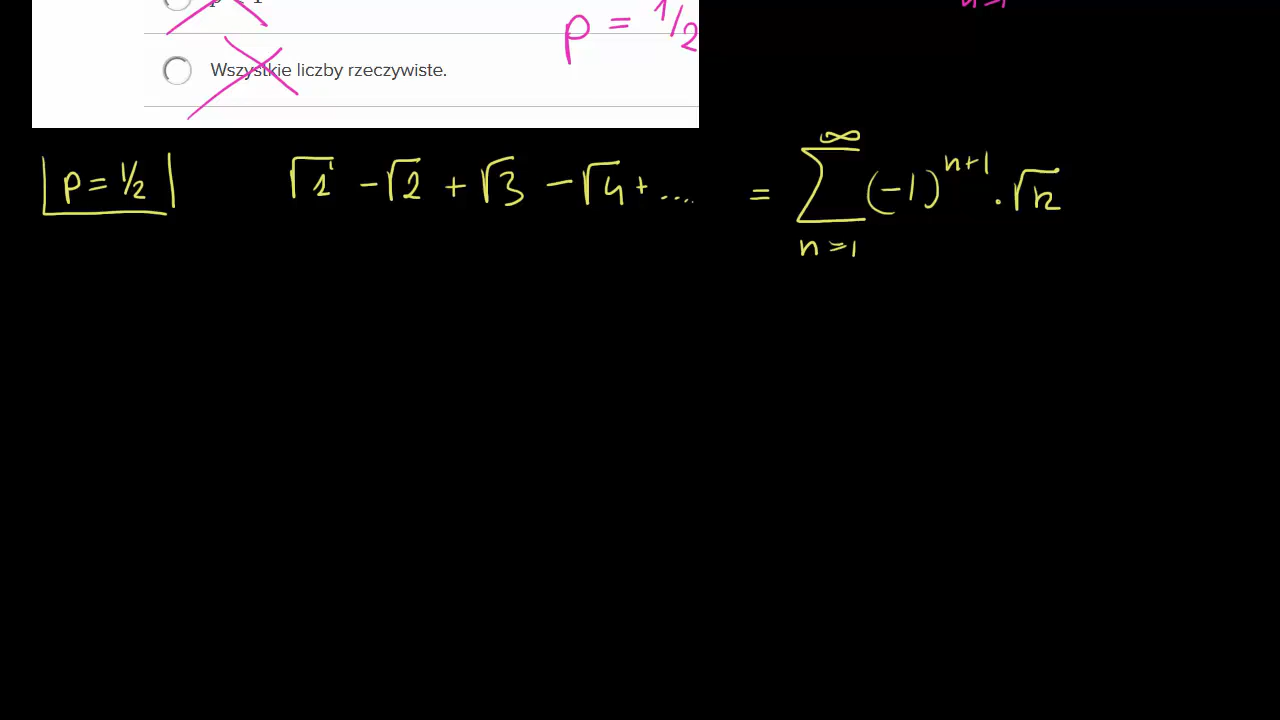 p = 1/2
Wszystkie liczby rzeczywiste.
p = 1/2 √1 - √2 + √3 - √4 + .... = ∑ (-1)^{n+1} · √n
∞
n=1